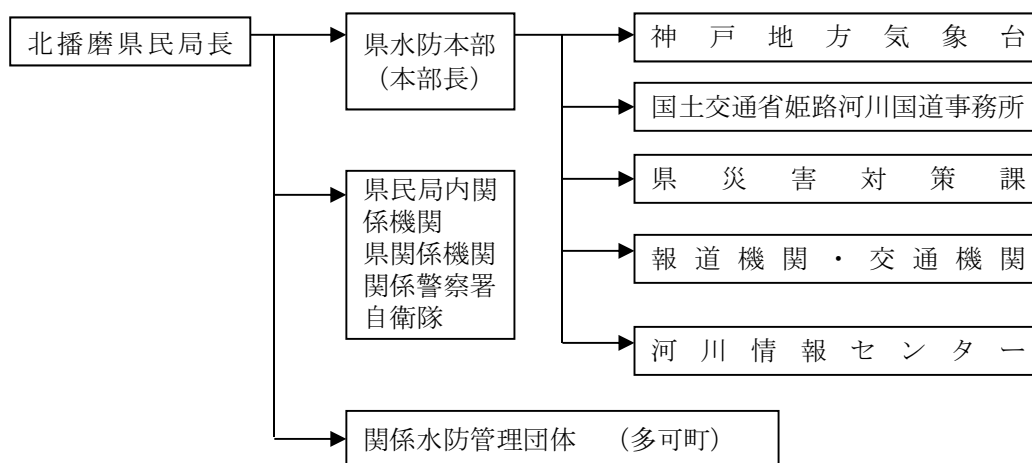 北播磨県民局長
県水防本部
（本部長）
神戸地方気象台
国土交通省姫路河川国道事務所
県災害対策課
報道機関・交通機関
河川情報センター
県民局内関
係機関
県関係機関
関係警察署
自衛隊
関係水防管理団体　（多可町）